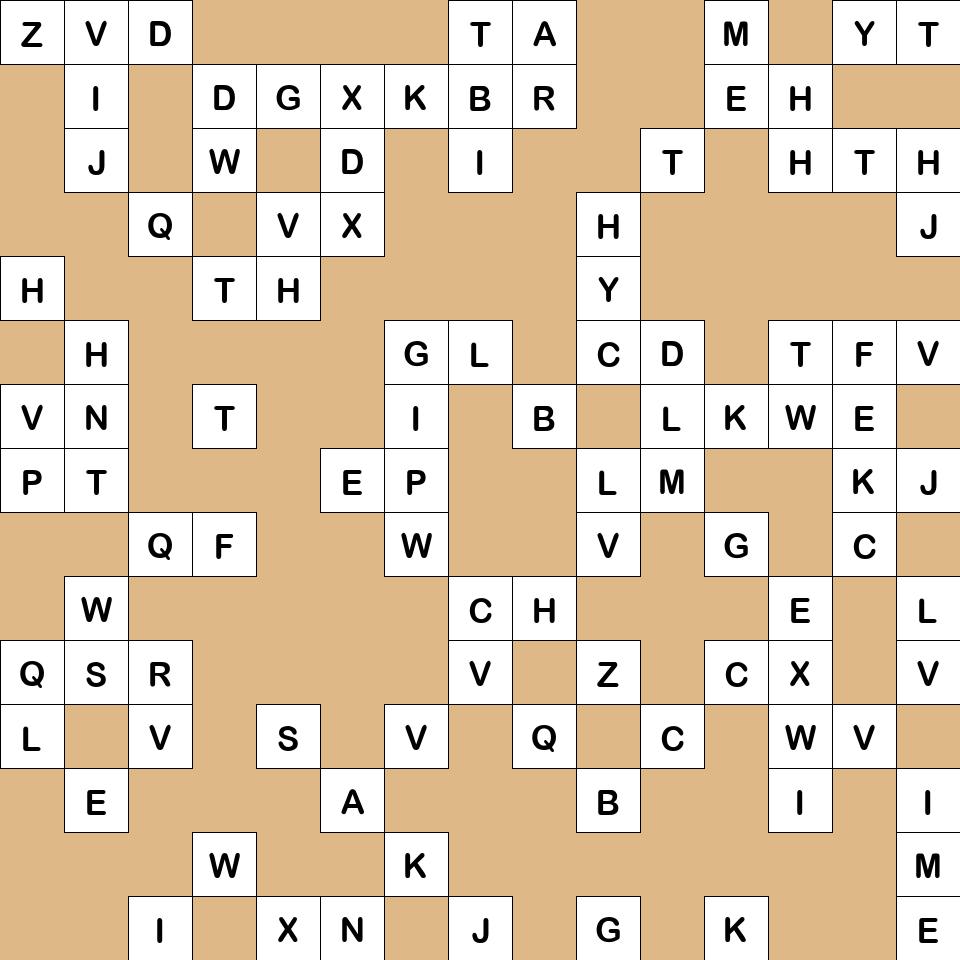 Z V D T A M Y T
I D G X K B R E H
J W D I T H T H
Q V X H J
H T H Y
H G L C D T F V
V N T I B L K W E
P T E P L M K J
Q F W V G C
W C H E L
Q S R V Z C X V
L V S V Q C W V
E A B I I
W K M
I X N J G K E